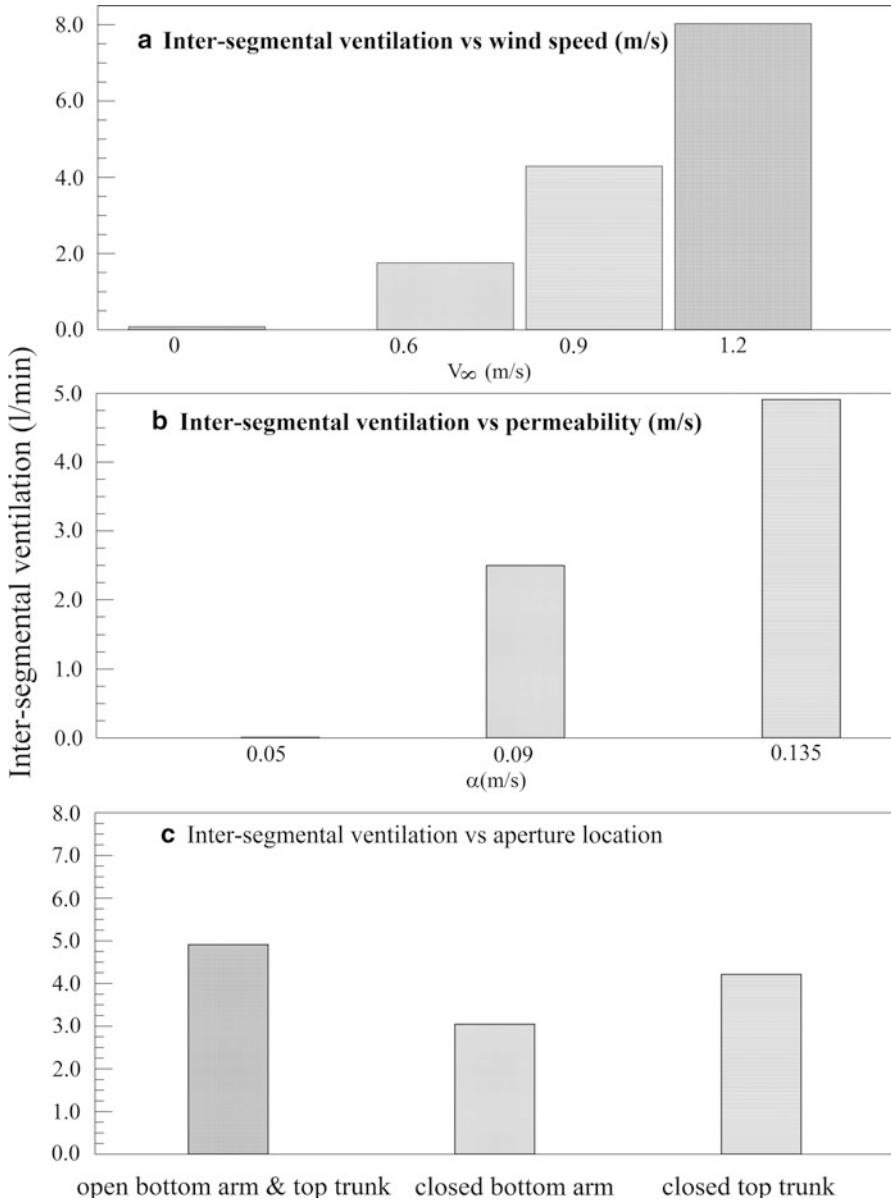 Inter-segmental ventilation (l/min)
a Inter-segmental ventilation vs wind speed (m/s)
8.0
6.0
4.0
2.0
0.0
0 0.6 0.9 1.2
V∞ (m/s)
b Inter-segmental ventilation vs permeability (m/s)
5.0
4.0
3.0
2.0
1.0
0.0
0.05 0.09 0.135
α(m/s)
c Inter-segmental ventilation vs aperture location
8.0
7.0
6.0
5.0
4.0
3.0
2.0
1.0
0.0
open bottom arm & top trunk closed bottom arm closed top trunk